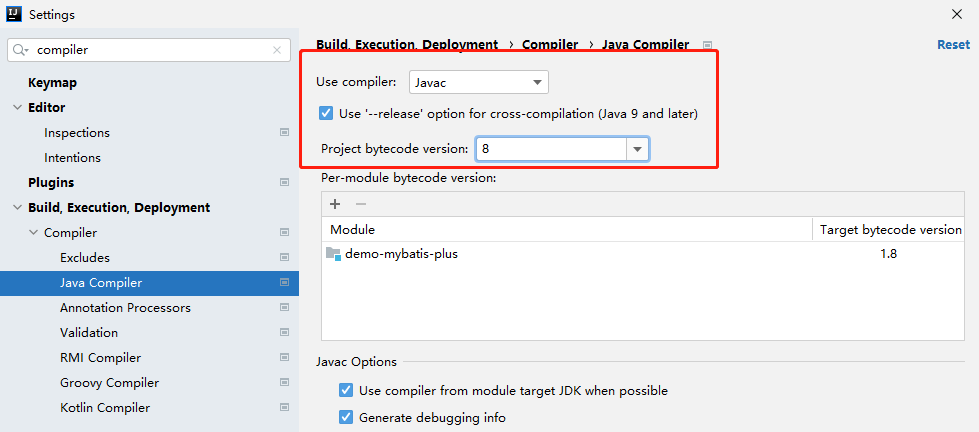 IJ Settings
compiler
Keymap
Editor
Inspections
Intentions
Plugins
Build, Execution, Deployment
Compiler
Excludes
Java Compiler
Annotation Processors
Validation
RMI Compiler
Groovy Compiler
Kotlin Compiler
Build, Execution, Deployment › Compiler › Java Compiler Reset
Use compiler: Javac
Use '--release' option for cross-compilation (Java 9 and later)
Project bytecode version: 8
Per-module bytecode version:
Module Target bytecode version
demo-mybatis-plus 1.8
Javac Options
Use compiler from module target JDK when possible
Generate debugging info